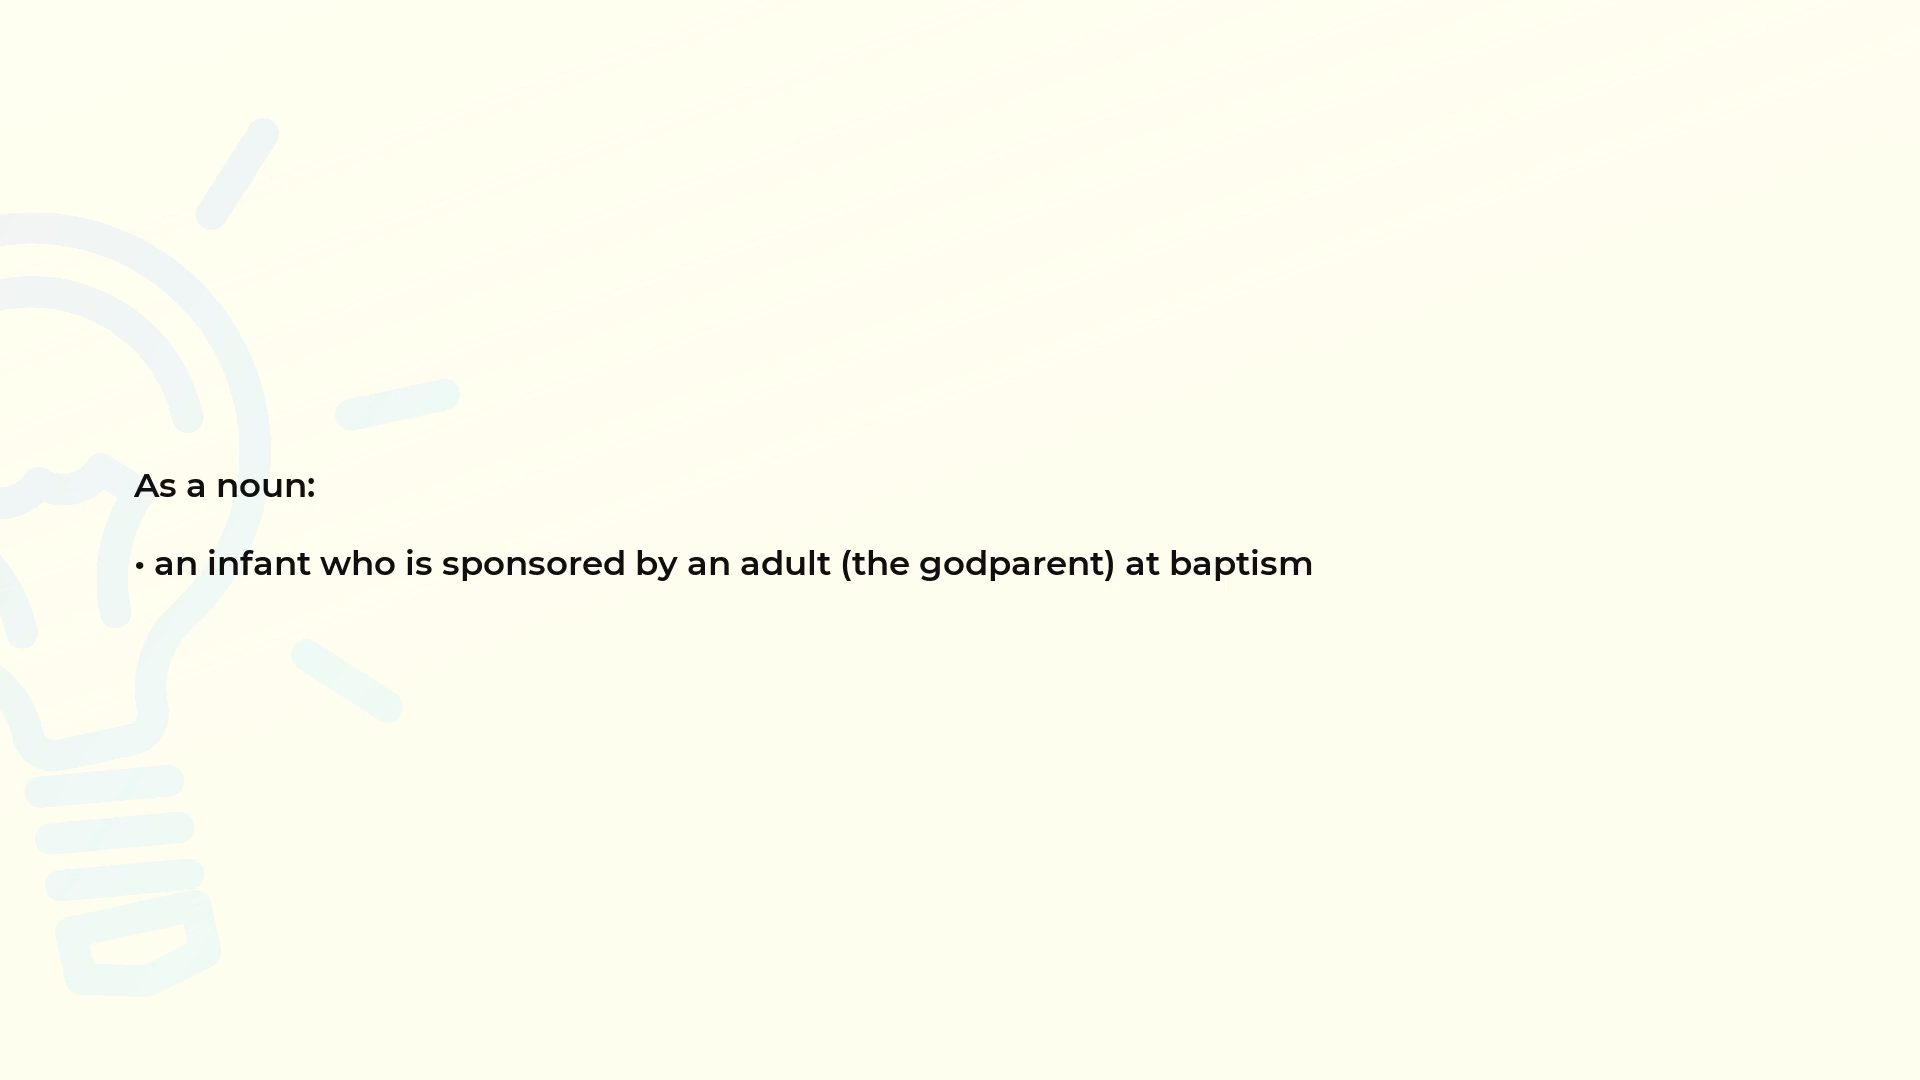 As a noun:
• an infant who is sponsored by an adult (the godparent) at baptism